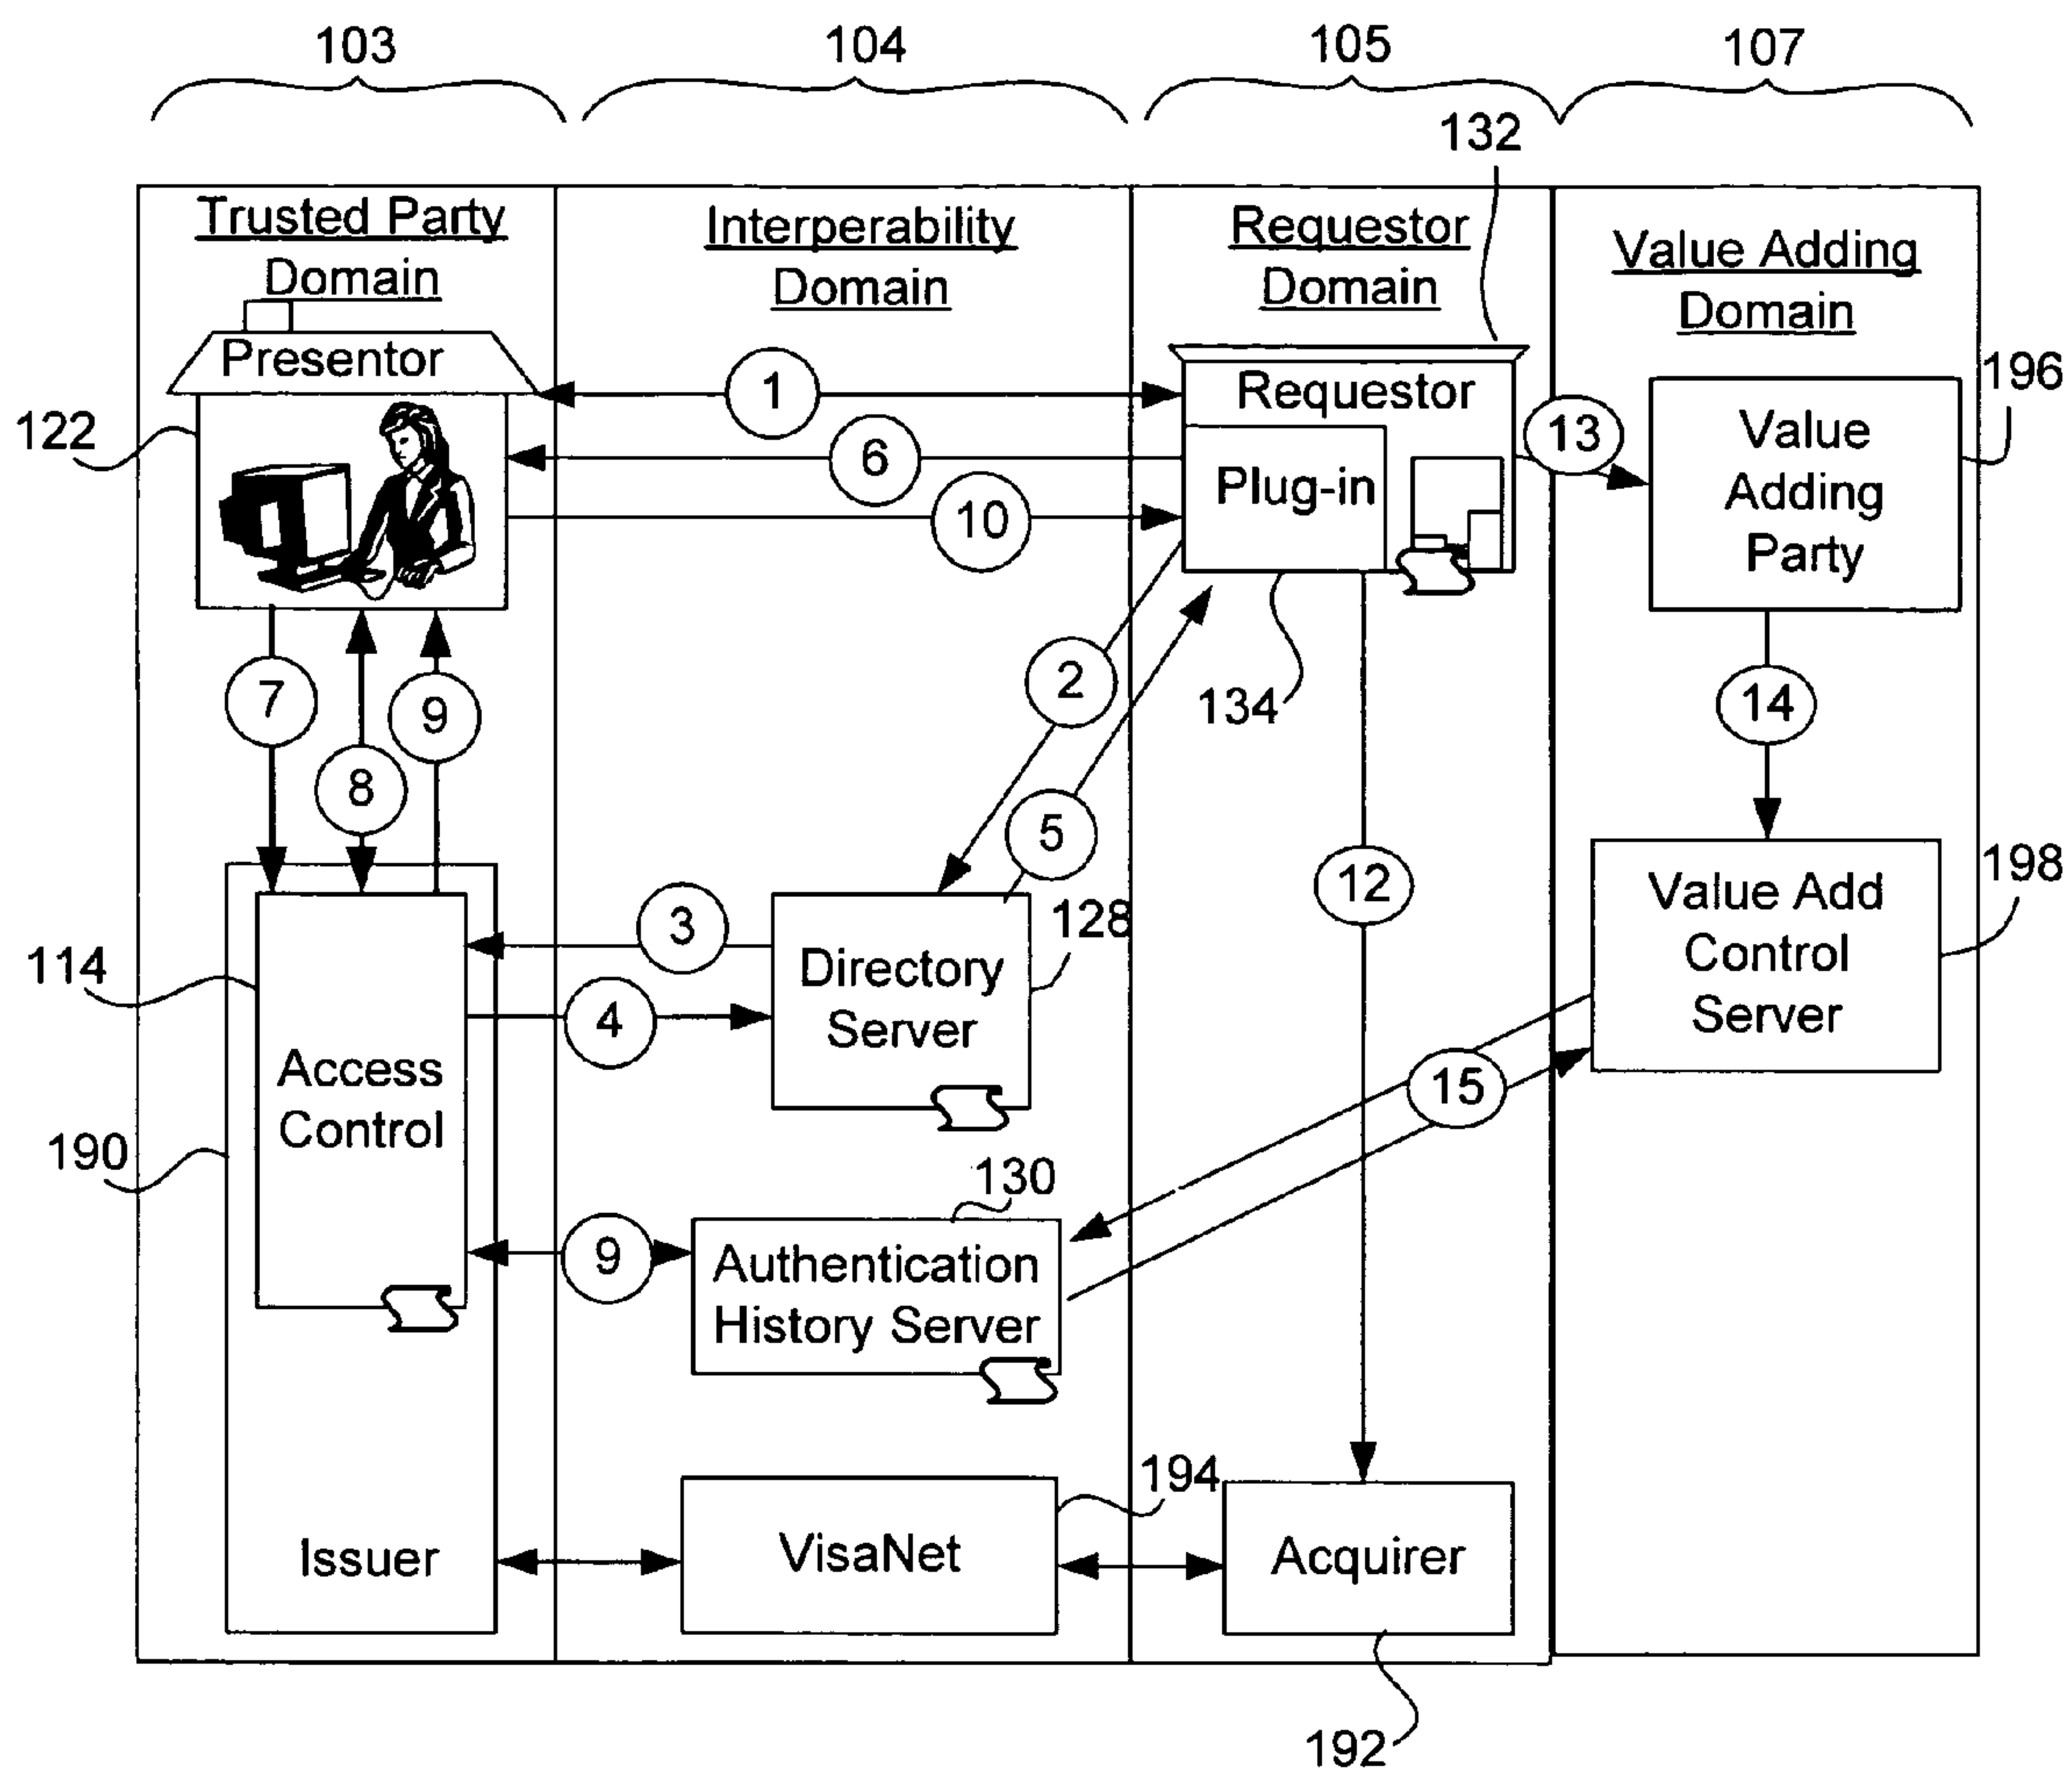 103
104
105
107
132
Trusted Party
Domain
Interperability
Domain
Requestor
Domain
Value Adding
Domain
Presentor
122
1
6
10
Requestor
Plug-in
13
196
Value
Adding
Party
7
8
9
2
5
134
12
14
3
4
128
Directory
Server
114
Access
Control
190
198
Value Add
Control
Server
15
130
9
Authentication
History Server
194
Issuer
VisaNet
Acquirer
192